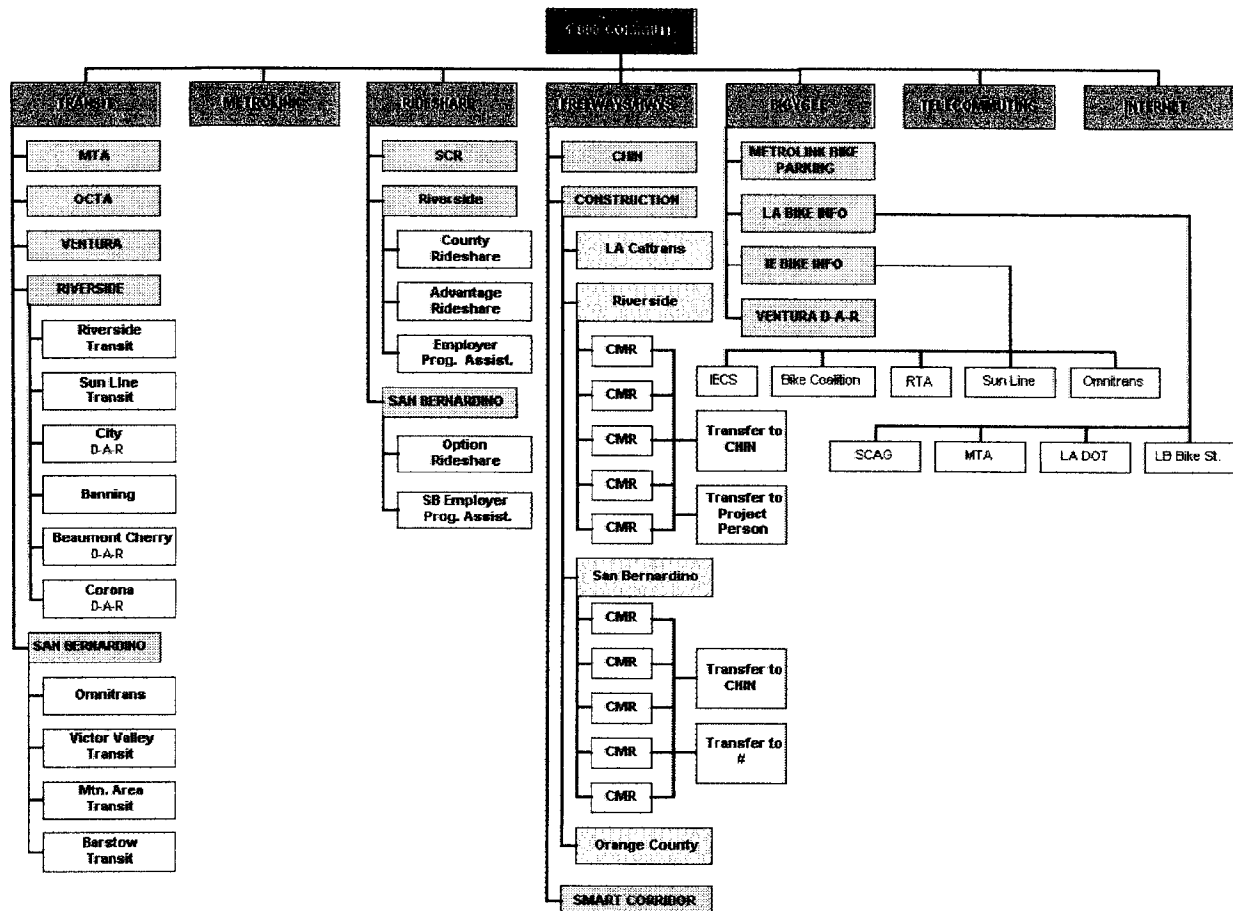 1 800 COMMUTE
TRANSIT
METROLINK
RIDESHARE
FREEWAYS/HWYS
BICYCLE
TELECOMMUTING
INTERNET
MTA
OCTA
VENTURA
RIVERSIDE
Riverside
Transit
Sun Line
Transit
City
D-A-R
Banning
Beaumont Cherry
D-A-R
Corona
D-A-R
SAN BERNARDINO
Omnitrans
Victor Valley
Transit
Mtn. Area
Transit
Barstow
Transit
SCR
Riverside
County
Rideshare
Advantage
Rideshare
Employer
Prog. Assist.
SAN BERNARDINO
Option
Rideshare
SB Employer
Prog. Assist.
CHIN
CONSTRUCTION
LA Caltrans
Riverside
CMR
CMR
CMR
CMR
CMR
Transfer to
CHIN
Transfer to
Project
Person
San Bernardino
CMR
CMR
CMR
CMR
CMR
Transfer to
CHIN
Transfer to
#
Orange County
SMART CORRIDOR
METROLINK BIKE
PARKING
LA BIKE INFO
IE BIKE INFO
VENTURA D-A-R
IECS
Bike Coalition
RTA
Sun Line
Omnitrans
SCAG
MTA
LA DOT
LB Bike St.